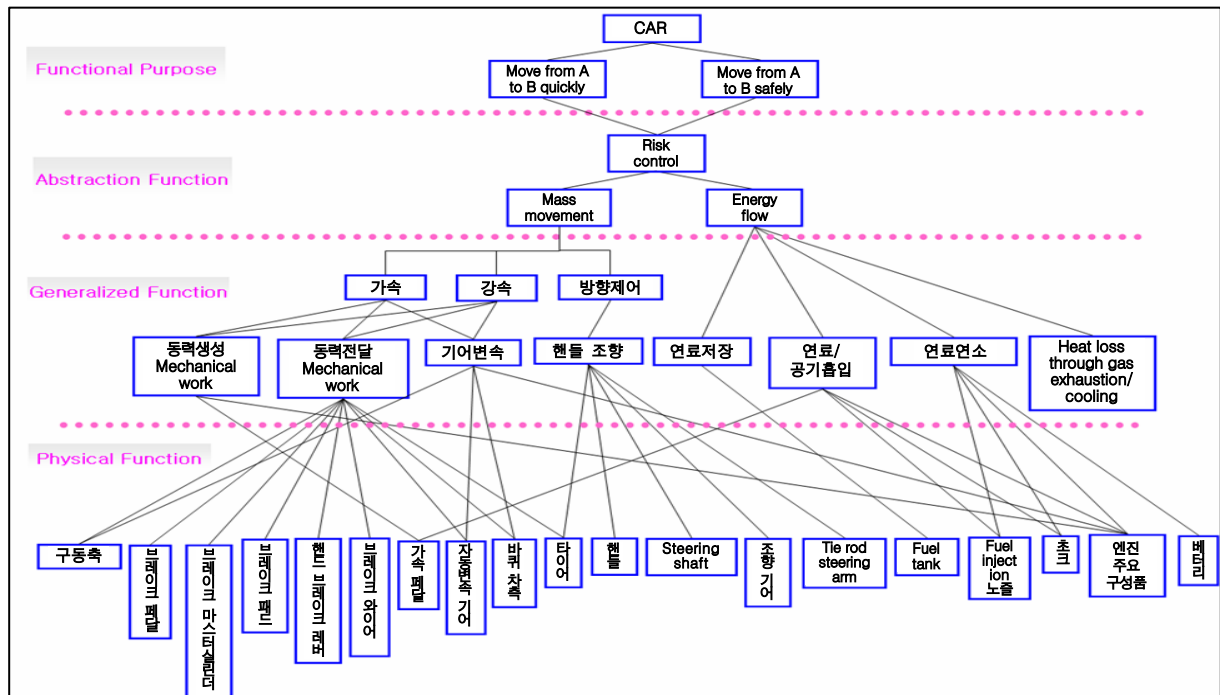 CAR
Functional Purpose
Move from A
to B quickly
Move from A
to B safely
Risk
control
Abstraction Function
Mass
movement
Energy
flow
Generalized Function
가속
강속
방향제어
동력생성
Mechanical
work
동력전달
Mechanical
work
기어변속
핸들 조향
연료저장
연료/
공기흡입
연료연소
Heat loss
through gas
exhaustion/
cooling
Physical Function
구동축
브레이크 페달
브레이크 마스터실린더
브레이크 패드
핸드 브레이크 레버
브레이크 와이어
가속 페달
자동변속 기어
바퀴 차축
타이어
핸들
Steering
shaft
조향 기어
Tie rod
steering
arm
Fuel
tank
Fuel
inject
ion
노즐
초크
엔진
주요
구성품
베터리